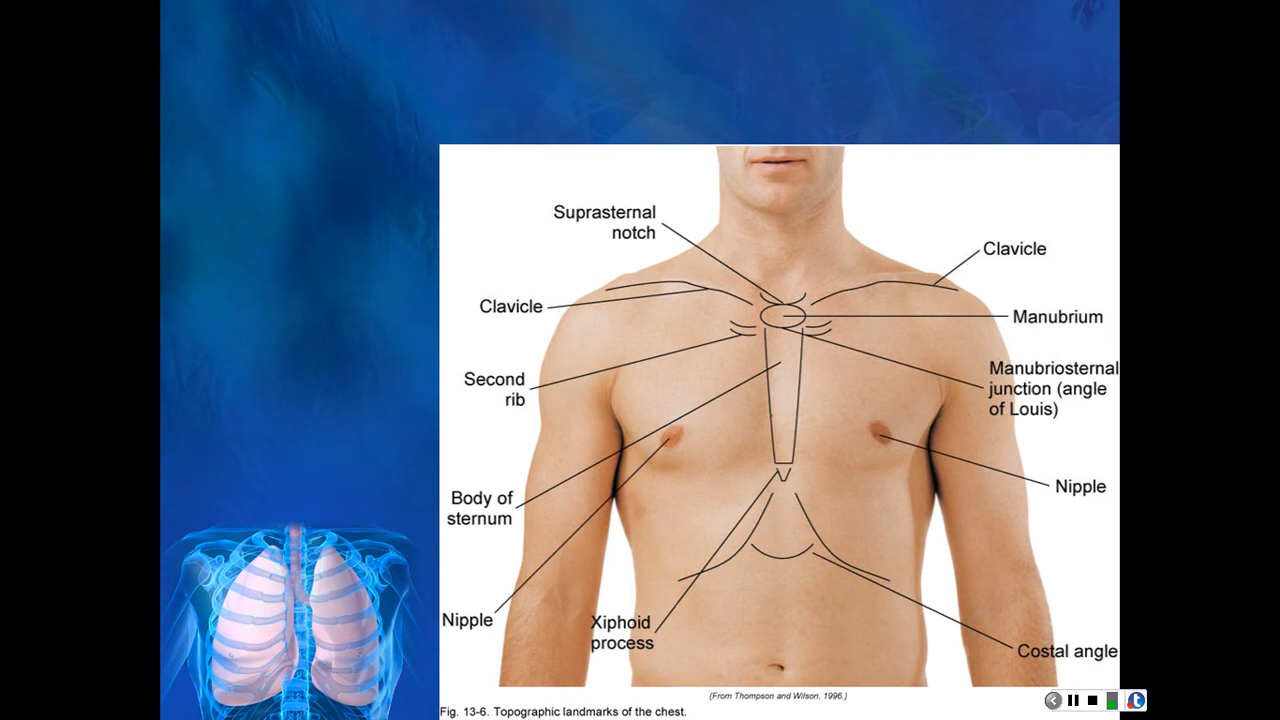 Suprasternal
notch
Clavicle
Clavicle
Manubrium
Second
rib
Manubriosternal
junction (angle
of Louis)
Body of
sternum
Nipple
Nipple
Xiphoid
process
Costal angle
(From Thompson and Wilson, 1996.)
Fig. 13-6. Topographic landmarks of the chest.
t